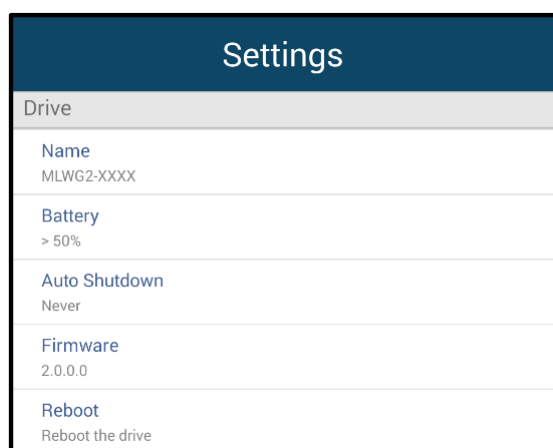 Settings
Drive
Name
MLWG2-XXXX
Battery
> 50%
Auto Shutdown
Never
Firmware
2.0.0.0
Reboot
Reboot the drive